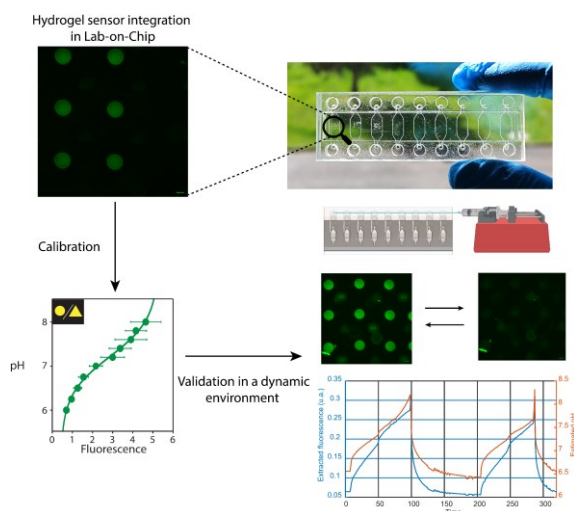 Hydrogel sensor integration
in Lab-on-Chip
Calibration
8
7
6
pH
0 1 2 3 4 5 6
Fluorescence
Validation in a dynamic
environment
0.35
0.3
0.25
0.2
0.15
0.1
0.05
Extracted fluorescence (u.a.)
8.5
8
7.5
7
6.5
6
0 50 100 150 200 250 300